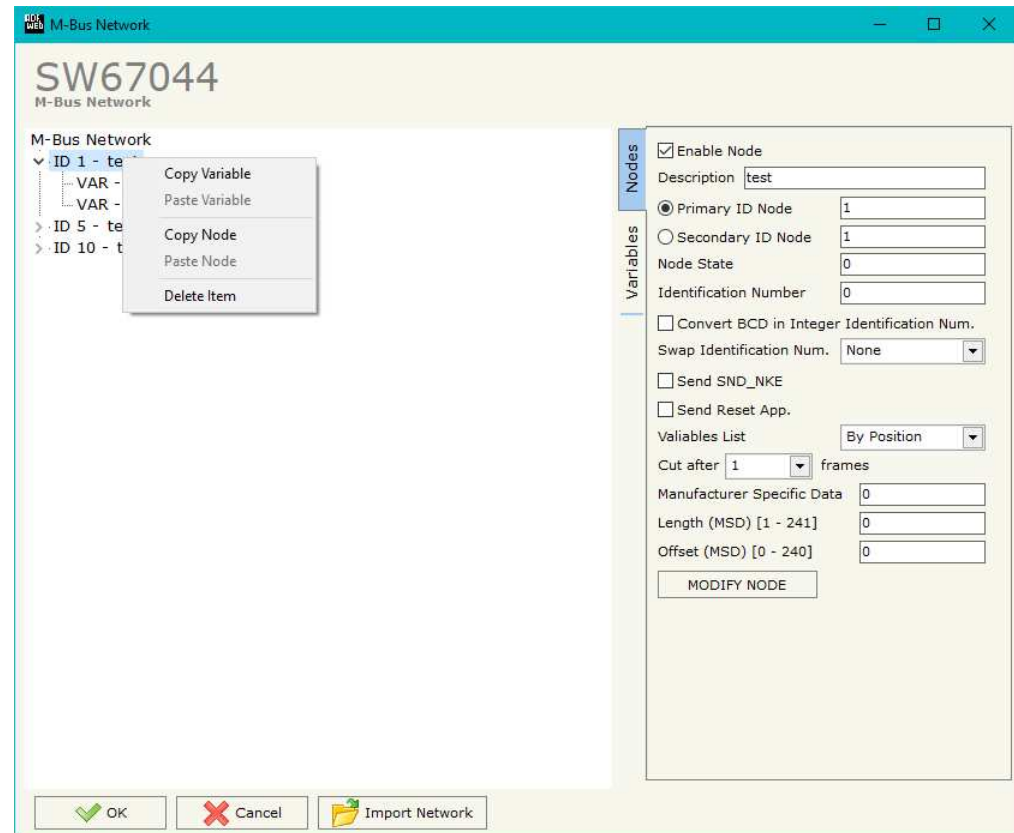 ADF WEB M-Bus Network
SW67044
M-Bus Network
M-Bus Network
ID 1 - te
VAR -
VAR -
ID 5 - te
ID 10 - t
Copy Variable
Paste Variable
Copy Node
Paste Node
Delete Item
Nodes
Variables
Enable Node
Description test
Primary ID Node 1
Secondary ID Node 1
Node State 0
Identification Number 0
Convert BCD in Integer Identification Num.
Swap Identification Num. None
Send SND_NKE
Send Reset App.
Valiables List By Position
Cut after 1 frames
Manufacturer Specific Data 0
Length (MSD) [1 - 241] 0
Offset (MSD) [0 - 240] 0
MODIFY NODE
OK Cancel Import Network